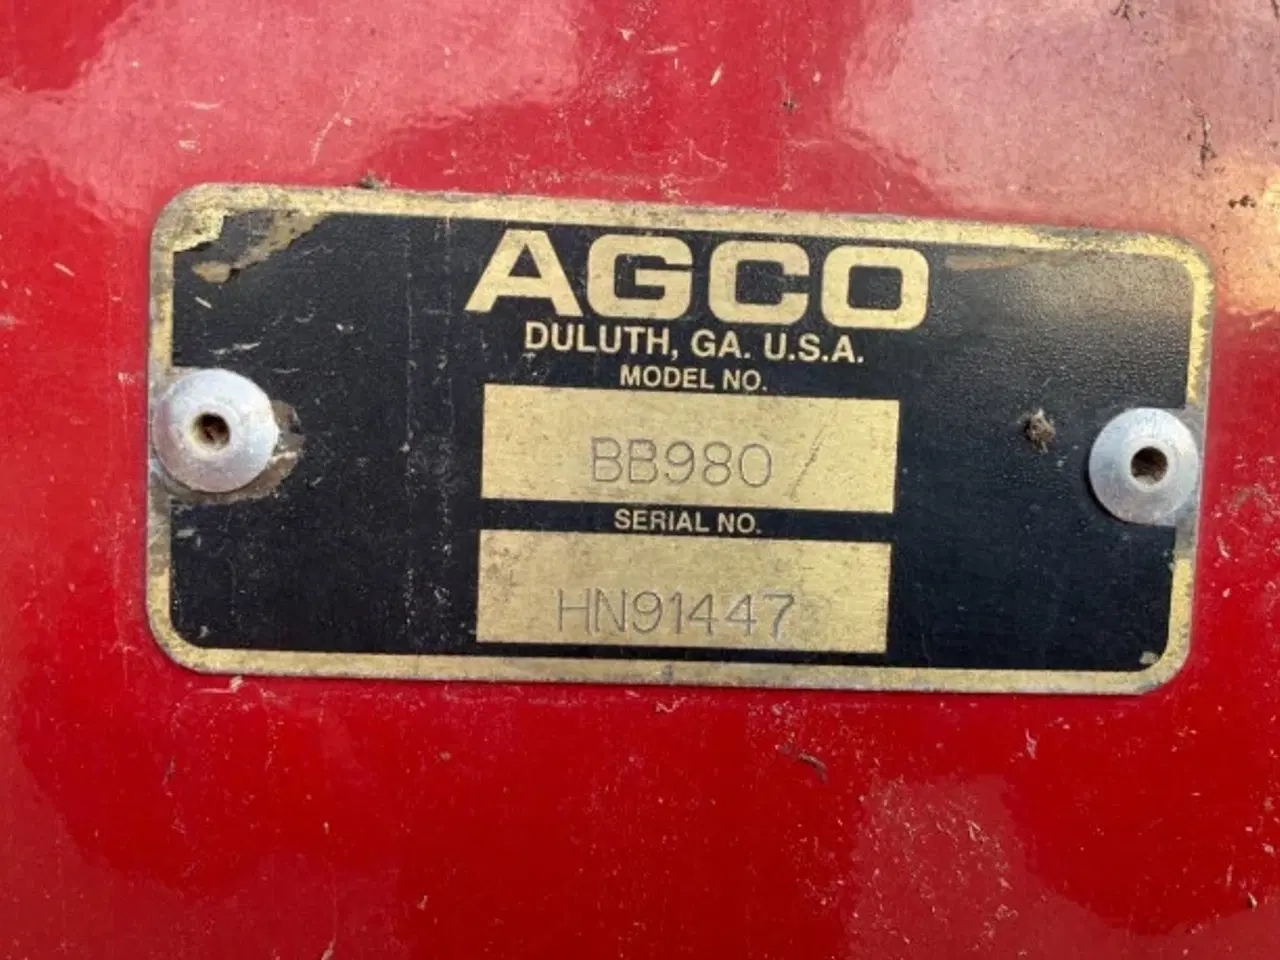 AGCO
DULUTH, GA. U.S.A.
MODEL NO.
BB980
SERIAL NO.
HN91447